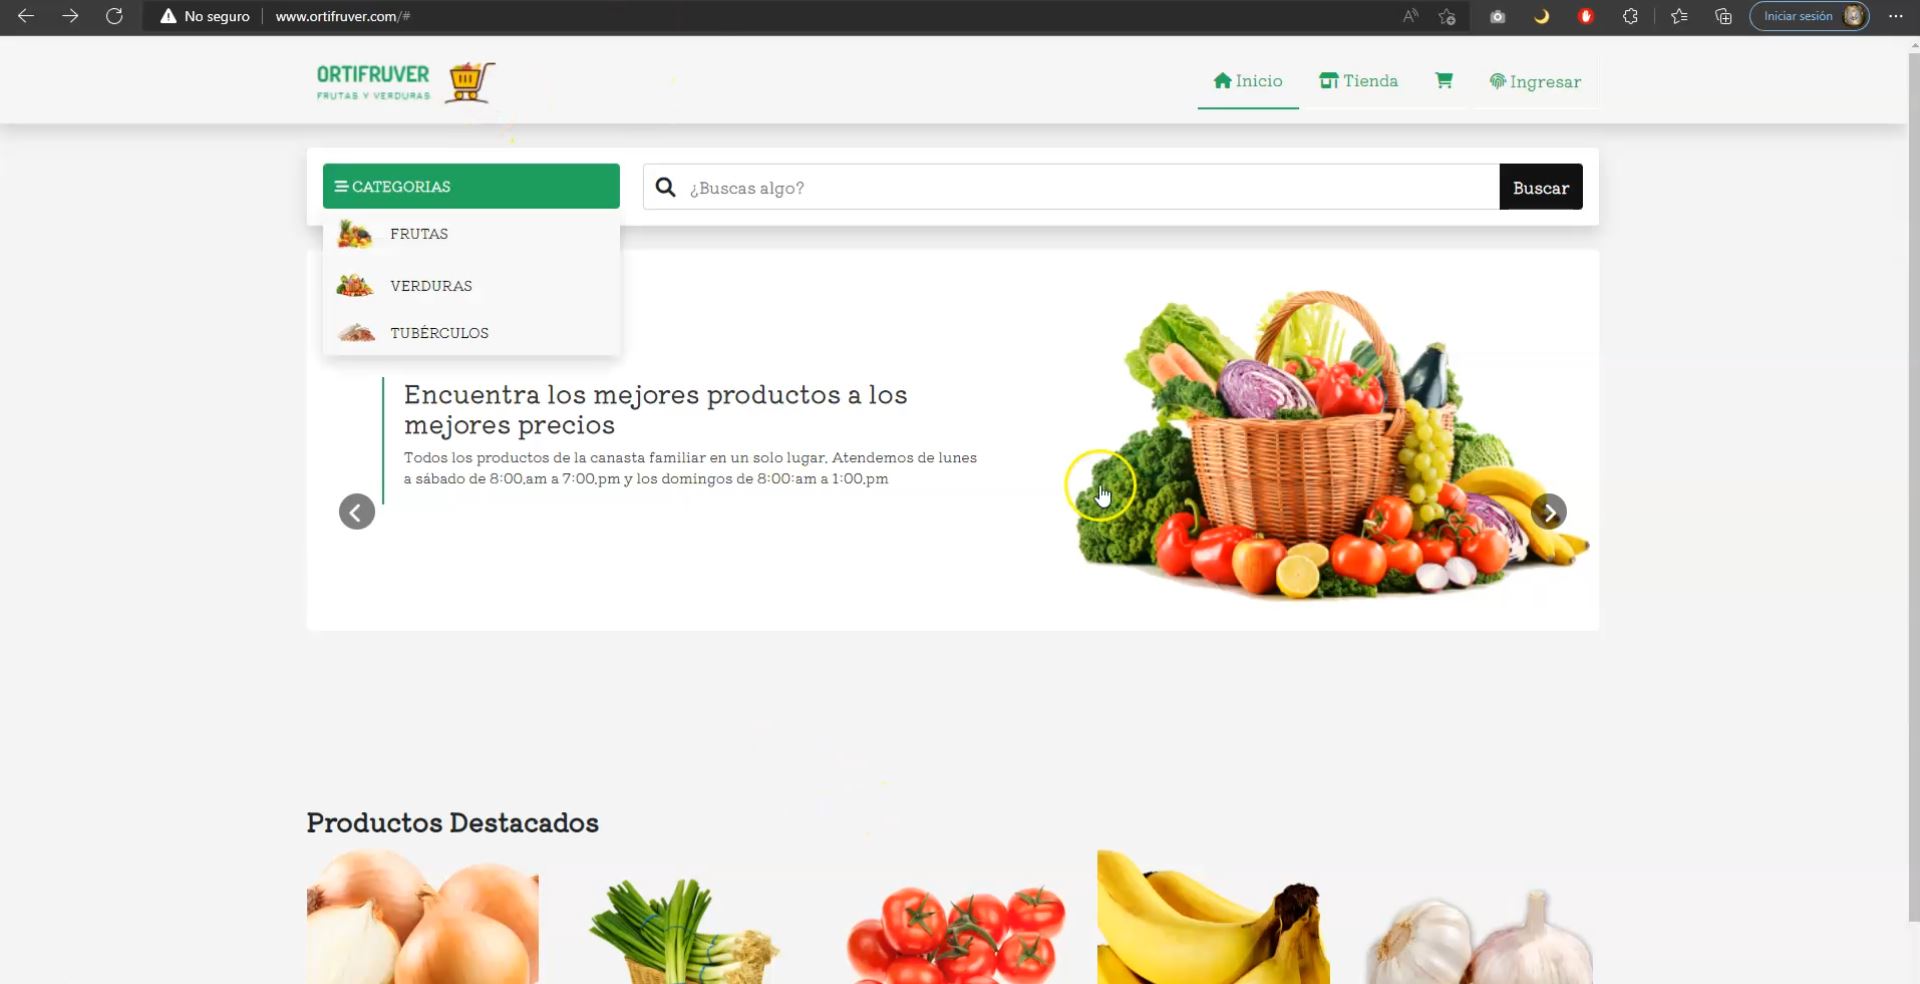 No seguro
www.ortifruver.com/#
Iniciar sesión
ORTIFRUVER
FRUTAS Y VERDURAS
Inicio
Tienda
Ingresar
CATEGORIAS
¿Buscas algo?
Buscar
FRUTAS
VERDURAS
TUBÉRCULOS
Encuentra los mejores productos a los
mejores precios
Todos los productos de la canasta familiar en un solo lugar. Atendemos de lunes
a sábado de 8:00.am a 7:00.pm y los domingos de 8:00:am a 1:00.pm
Productos Destacados